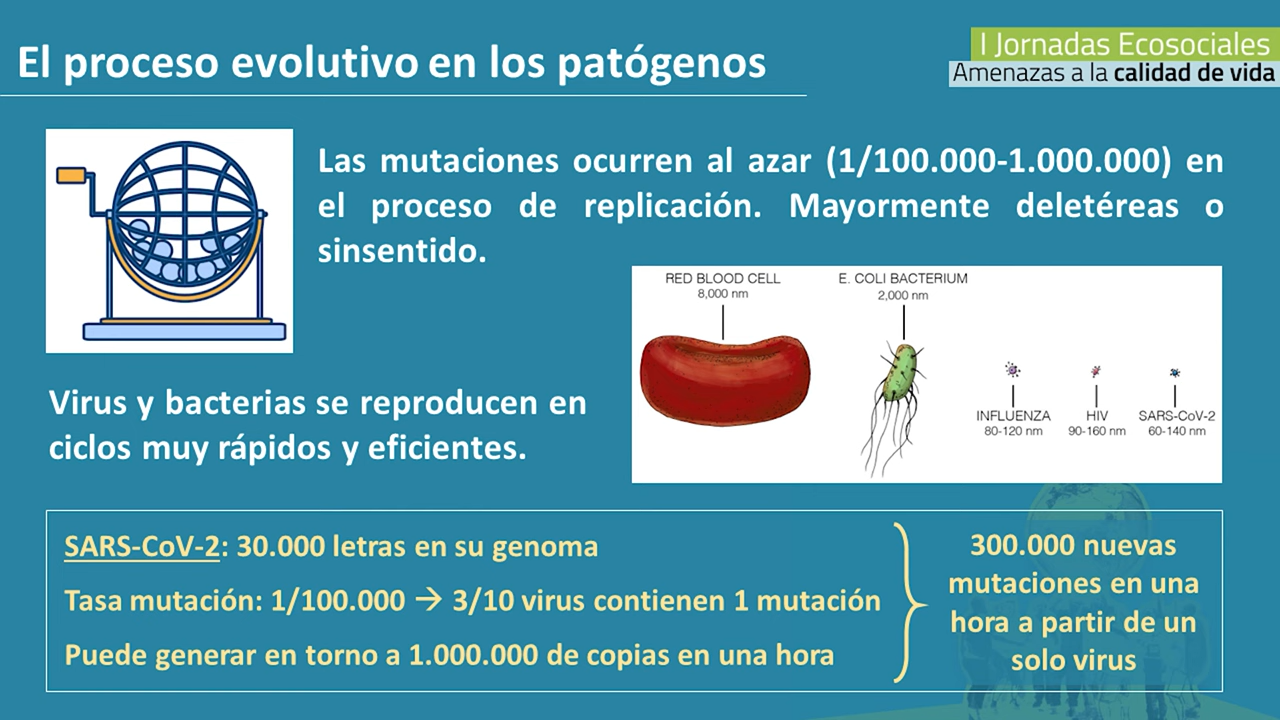 El proceso evolutivo en los patógenos
I Jornadas Ecosociales
Amenazas a la calidad de vida
Las mutaciones ocurren al azar (1/100.000-1.000.000) en
el proceso de replicación. Mayormente deletéreas o
sinsentido.
RED BLOOD CELL
8,000 nm
E. COLI BACTERIUM
2,000 nm
INFLUENZA
80-120 nm
HIV
90-160 nm
SARS-CoV-2
60-140 nm
Virus y bacterias se reproducen en
ciclos muy rápidos y eficientes.
SARS-CoV-2: 30.000 letras en su genoma
Tasa mutación: 1/100.000 → 3/10 virus contienen 1 mutación
Puede generar en torno a 1.000.000 de copias en una hora
300.000 nuevas
mutaciones en una
hora a partir de un
solo virus